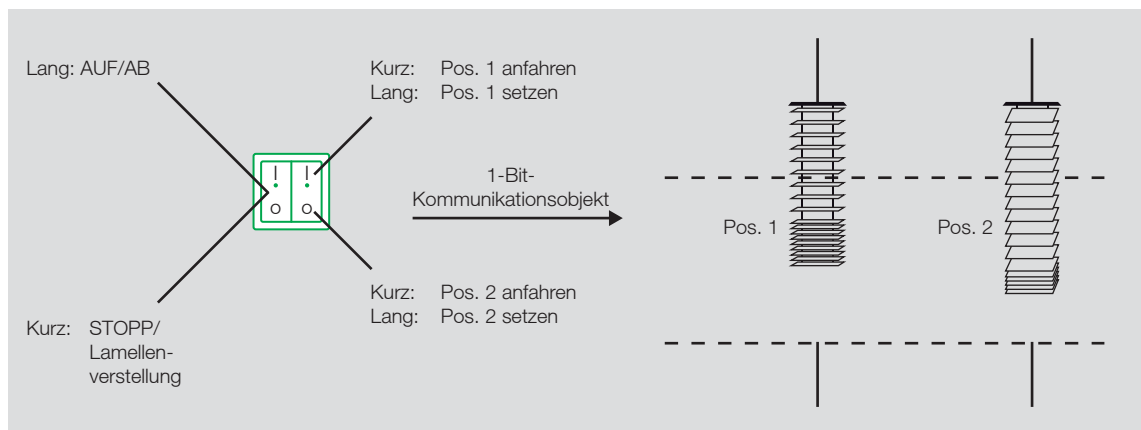 Lang: AUF/AB
Kurz: Pos. 1 anfahren
Lang: Pos. 1 setzen
I I
O O
1-Bit-
Kommunikationsobjekt
Pos. 1
Pos. 2
Kurz: Pos. 2 anfahren
Lang: Pos. 2 setzen
Kurz: STOPP/
Lamellen-
verstellung